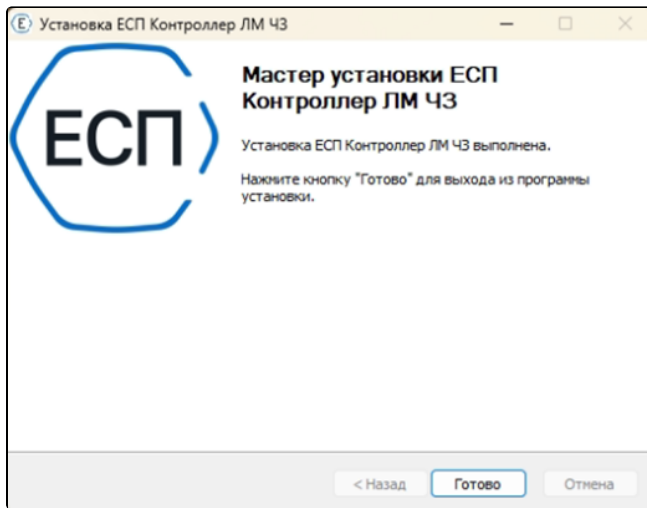 Установка ЕСП Контроллер ЛМ ЧЗ
ЕСП
Мастер установки ЕСП
Контроллер ЛМ ЧЗ
Установка ЕСП Контроллер ЛМ ЧЗ выполнена.
Нажмите кнопку "Готово" для выхода из программы
установки.
< Назад
Готово
Отмена